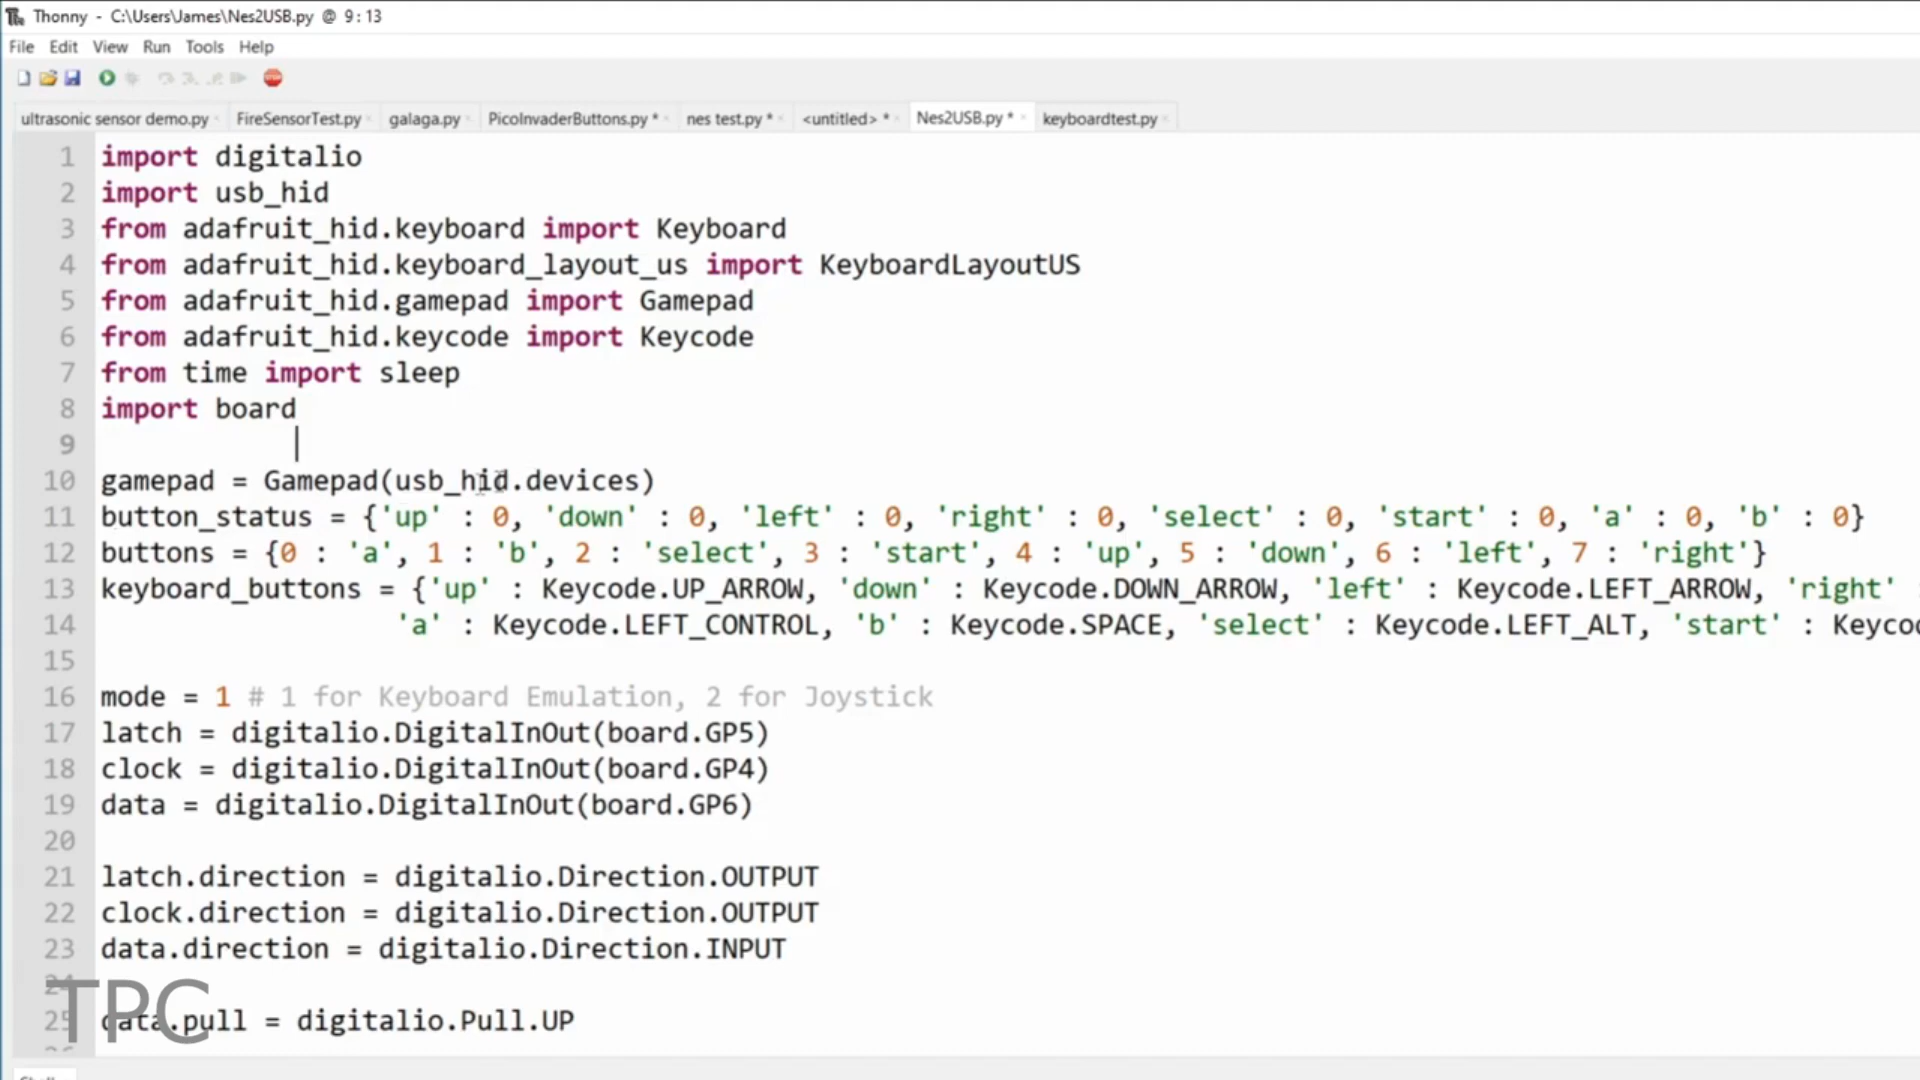 Thonny - C:\Users\James\Nes2USB.py @ 9:13
File Edit View Run Tools Help
ultrasonic sensor demo.py FireSensorTest.py galaga.py PicoInvaderButtons.py * nes test.py * <untitled> * Nes2USB.py * keyboardtest.py
1 import digitalio
2 import usb_hid
3 from adafruit_hid.keyboard import Keyboard
4 from adafruit_hid.keyboard_layout_us import KeyboardLayoutUS
5 from adafruit_hid.gamepad import Gamepad
6 from adafruit_hid.keycode import Keycode
7 from time import sleep
8 import board
9
10 gamepad = Gamepad(usb_hid.devices)
11 button_status = {'up' : 0, 'down' : 0, 'left' : 0, 'right' : 0, 'select' : 0, 'start' : 0, 'a' : 0, 'b' : 0}
12 buttons = {0 : 'a', 1 : 'b', 2 : 'select', 3 : 'start', 4 : 'up', 5 : 'down', 6 : 'left', 7 : 'right'}
13 keyboard_buttons = {'up' : Keycode.UP_ARROW, 'down' : Keycode.DOWN_ARROW, 'left' : Keycode.LEFT_ARROW, 'right' :
14 'a' : Keycode.LEFT_CONTROL, 'b' : Keycode.SPACE, 'select' : Keycode.LEFT_ALT, 'start' : Keyco
15
16 mode = 1 # 1 for Keyboard Emulation, 2 for Joystick
17 latch = digitalio.DigitalInOut(board.GP5)
18 clock = digitalio.DigitalInOut(board.GP4)
19 data = digitalio.DigitalInOut(board.GP6)
20
21 latch.direction = digitalio.Direction.OUTPUT
22 clock.direction = digitalio.Direction.OUTPUT
23 data.direction = digitalio.Direction.INPUT
24
TPC
25 data.pull = digitalio.Pull.UP